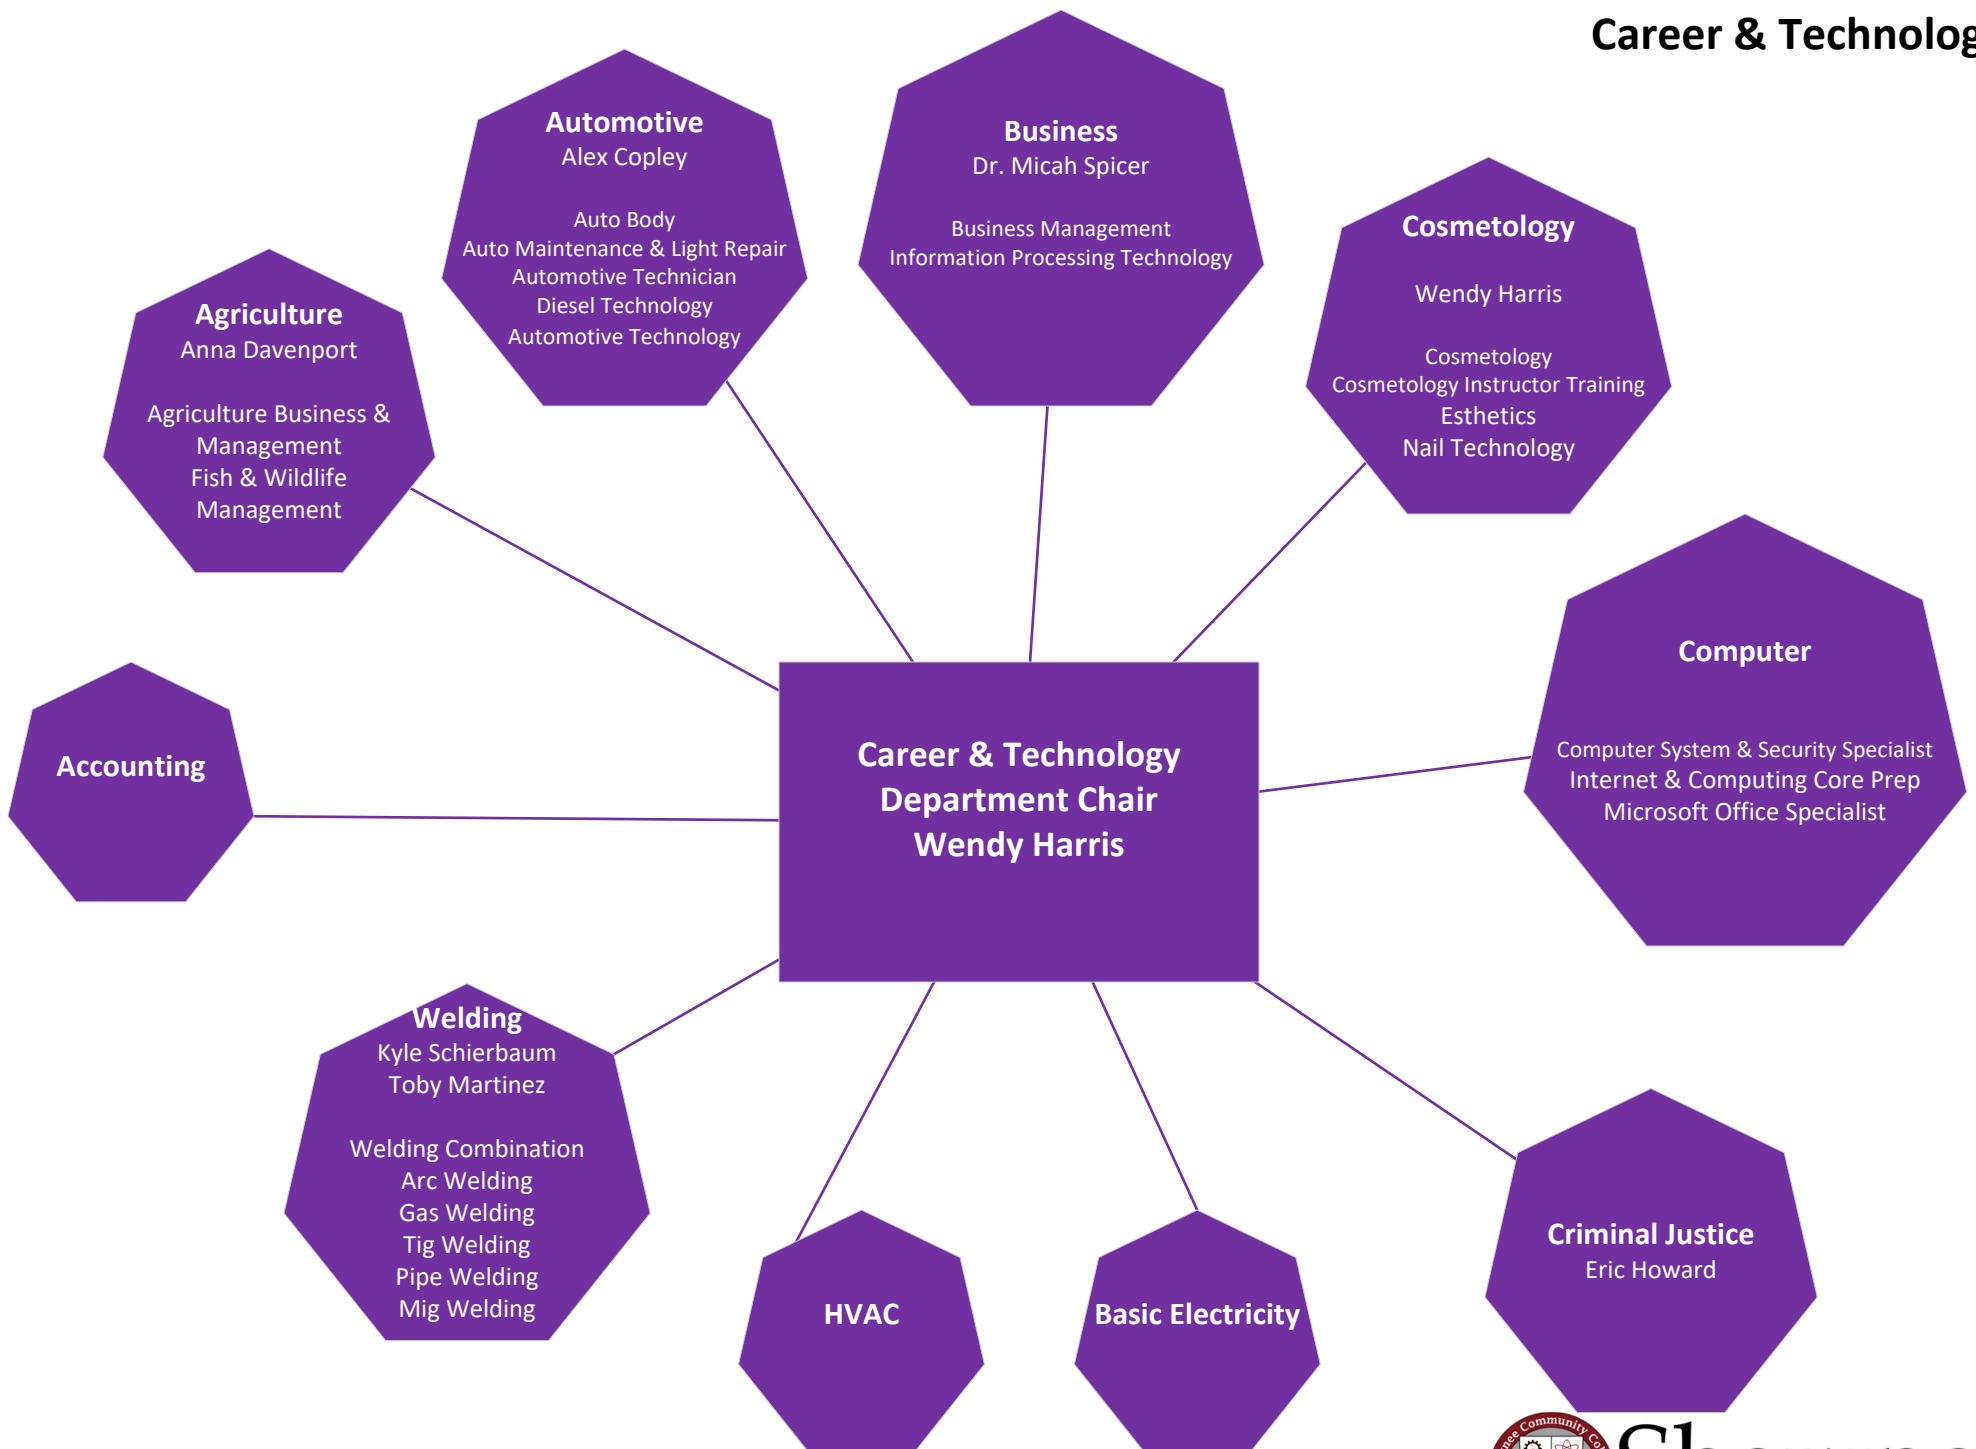 Career & Technolog
Automotive
Alex Copley
Auto Body
Auto Maintenance & Light Repair
Automotive Technician
Diesel Technology
Automotive Technology
Business
Dr. Micah Spicer
Business Management
Information Processing Technology
Cosmetology
Wendy Harris
Cosmetology
Cosmetology Instructor Training
Esthetics
Nail Technology
Agriculture
Anna Davenport
Agriculture Business &
Management
Fish & Wildlife
Management
Computer
Computer System & Security Specialist
Internet & Computing Core Prep
Microsoft Office Specialist
Accounting
Career & Technology
Department Chair
Wendy Harris
Welding
Kyle Schierbaum
Toby Martinez
Welding Combination
Arc Welding
Gas Welding
Tig Welding
Pipe Welding
Mig Welding
HVAC
Basic Electricity
Criminal Justice
Eric Howard
Community